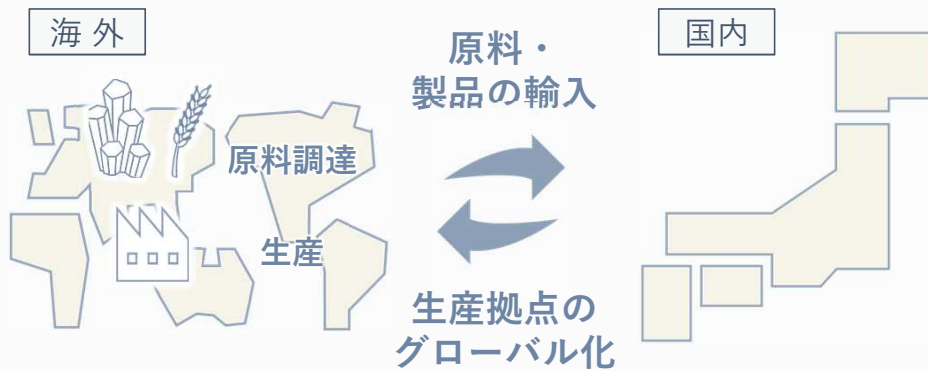 海外
国内
原料・
製品の輸入
原料調達
生産
生産拠点の
グローバル化